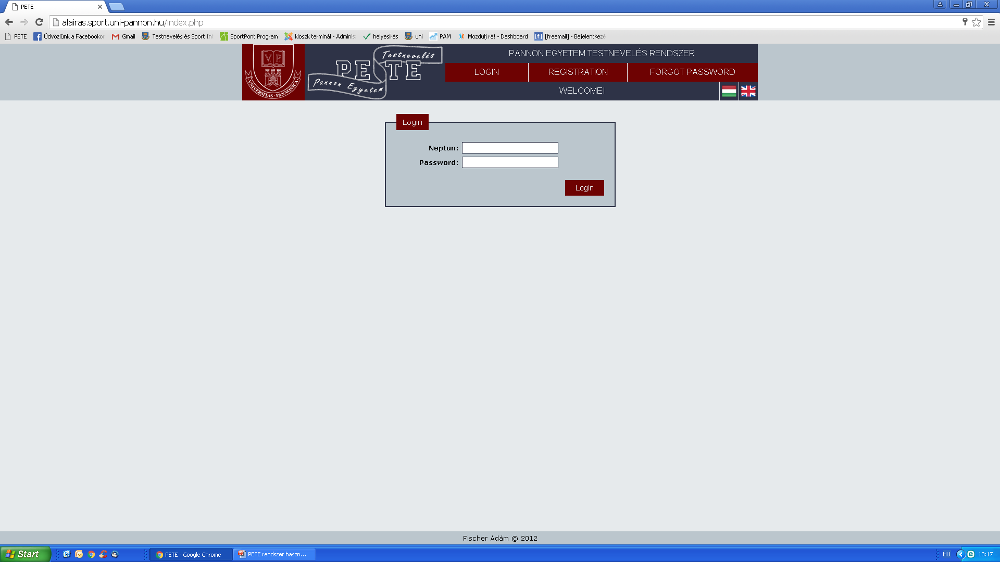 PETE
alairas.sport.uni-pannon.hu/index.php
PETE Üdvözlünk a Facebookor Gmail Testnevelés és Sport Int SportPont Program kioszk terminál - Adminis helyesírás uni PAM Mozdulj rá! - Dashboard [freemail] - Bejelentkezé
V.P.
UNIVERSITAS · PANNONICA
Testnevelés
PETE
Pannon Egyetem
PANNON EGYETEM TESTNEVELÉS RENDSZER
LOGIN REGISTRATION FORGOT PASSWORD
WELCOME!
Login
Neptun:
Password:
Login
Fischer Ádám © 2012
Start PETE - Google Chrome PETE rendszer haszn... HU 13:17